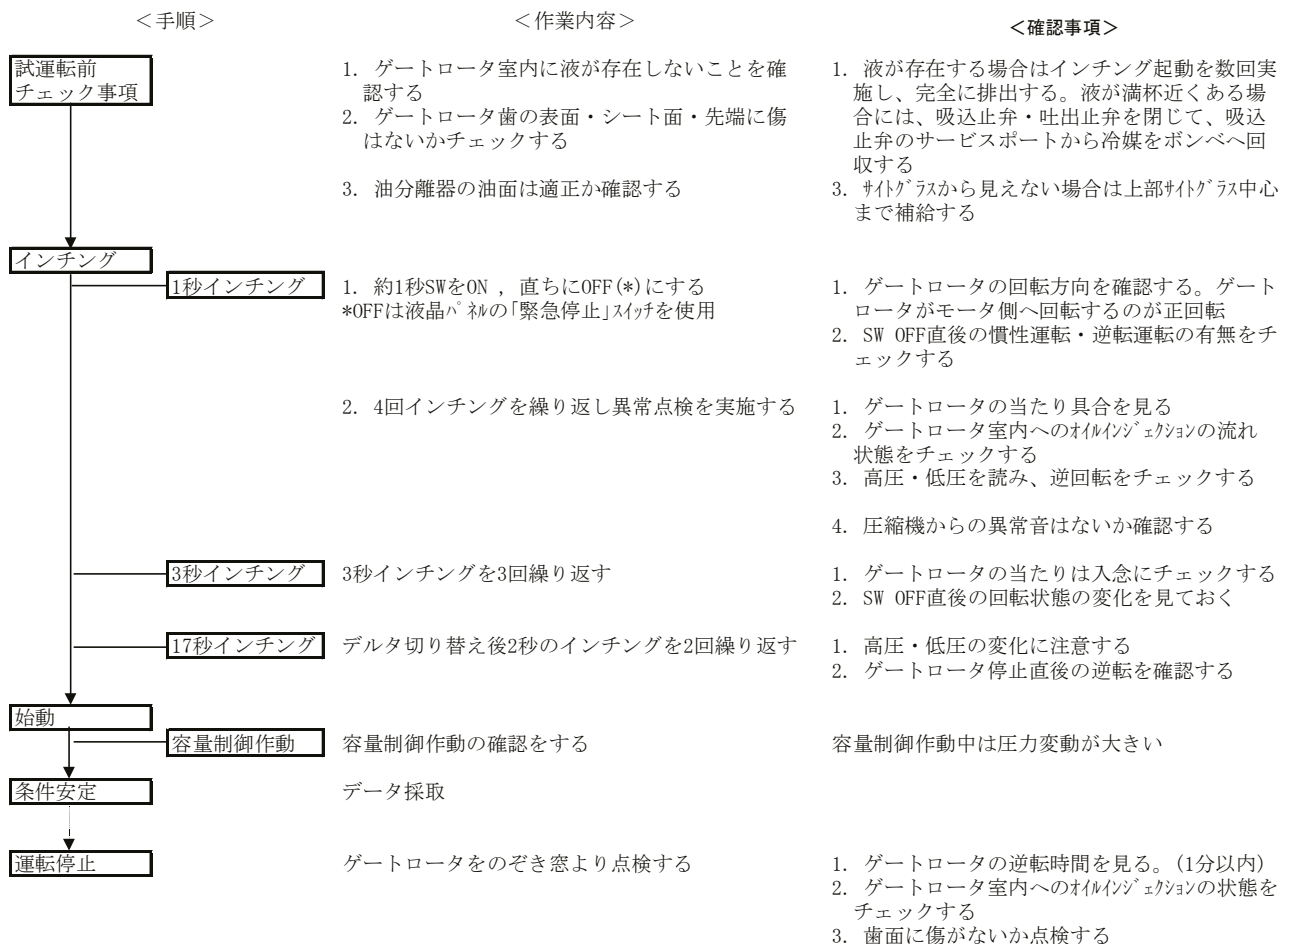 ＜手順＞
＜作業内容＞
＜確認事項＞
試運転前
チェック事項
1. ゲートロータ室内に液が存在しないことを確
認する
2. ゲートロータ歯の表面・シート面・先端に傷
はないかチェックする
3. 油分離器の油面は適正か確認する
1. 液が存在する場合はインチング起動を数回実
施し、完全に排出する。液が満杯近くある場
合には、吸込止弁・吐出止弁を閉じて、吸込
止弁のサービスポートから冷媒をボンベへ回
収する
3. ｻｲﾄｸﾞﾗｽから見えない場合は上部ｻｲﾄｸﾞﾗｽ中心
まで補給する
インチング
1秒インチング
1. 約1秒SWをON , 直ちにOFF(*)にする
*OFFは液晶ﾊﾟﾈﾙの｢緊急停止｣ｽｲｯﾁを使用
1. ゲートロータの回転方向を確認する。ゲート
ロータがモータ側へ回転するのが正回転
2. SW OFF直後の慣性運転・逆転運転の有無をチ
ェックする
2. 4回インチングを繰り返し異常点検を実施する
1. ゲートロータの当たり具合を見る
2. ゲートロータ室内へのｵｲﾙｲﾝｼﾞｪｸｼｮﾝの流れ
状態をチェックする
3. 高圧・低圧を読み、逆回転をチェックする
4. 圧縮機からの異常音はないか確認する
3秒インチング
3秒インチングを3回繰り返す
1. ゲートロータの当たりは入念にチェックする
2. SW OFF直後の回転状態の変化を見ておく
17秒インチング
デルタ切り替え後2秒のインチングを2回繰り返す
1. 高圧・低圧の変化に注意する
2. ゲートロータ停止直後の逆転を確認する
始動
容量制御作動
容量制御作動の確認をする
容量制御作動中は圧力変動が大きい
条件安定
データ採取
運転停止
ゲートロータをのぞき窓より点検する
1. ゲートロータの逆転時間を見る。(1分以内)
2. ゲートロータ室内へのｵｲﾙｲﾝｼﾞｪｸｼｮﾝの状態を
チェックする
3. 歯面に傷がないか点検する